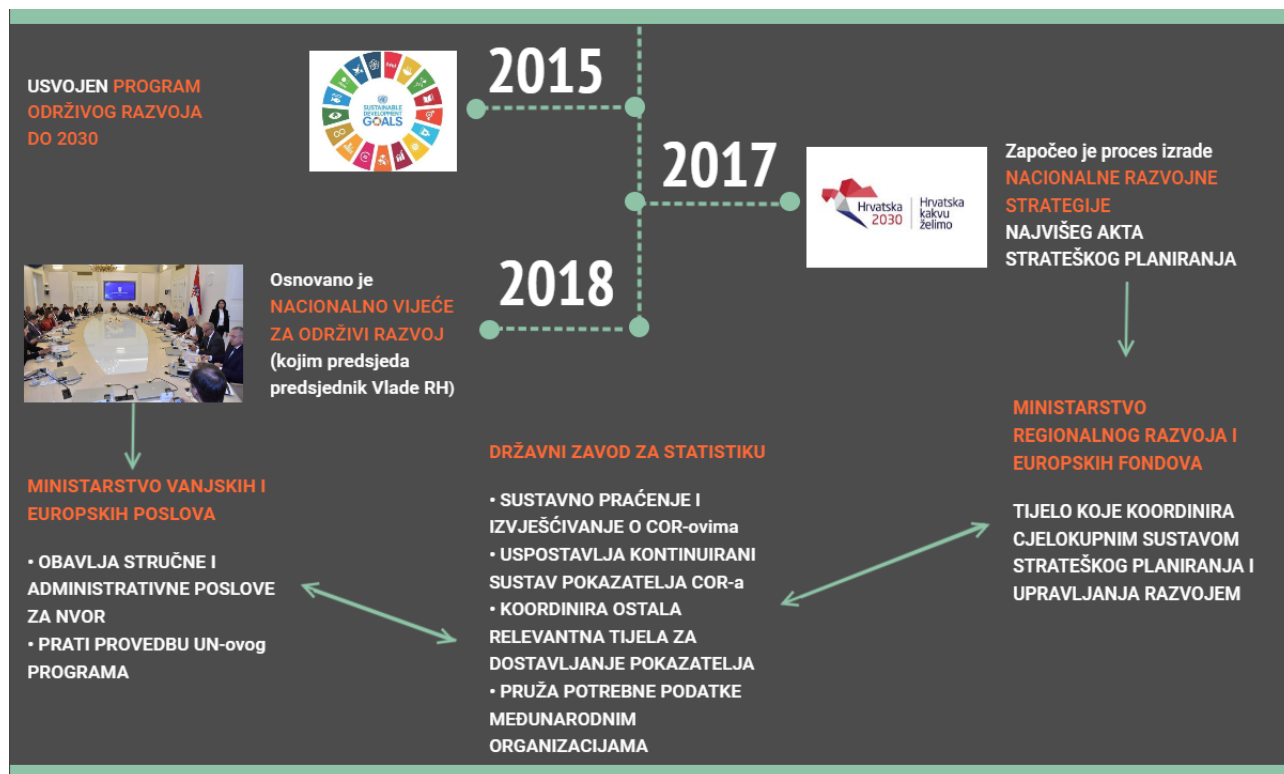 USVOJEN PROGRAM
ODRŽIVOG RAZVOJA
DO 2030
SUSTAINABLE
DEVELOPMENT
GOALS
2015
2017
Hrvatska
2030
Hrvatska
kakvu
želimo
Započeo je proces izrade
NACIONALNE RAZVOJNE
STRATEGIJE
NAJVIŠEG AKTA
STRATEŠKOG PLANIRANJA
2018
Osnovano je
NACIONALNO VIJEĆE
ZA ODRŽIVI RAZVOJ
(kojim predsjeda
predsjednik Vlade RH)
MINISTARSTVO VANJSKIH I
EUROPSKIH POSLOVA
• OBAVLJA STRUČNE I
ADMINISTRATIVNE POSLOVE
ZA NVOR
• PRATI PROVEDBU UN-ovog
PROGRAMA
DRŽAVNI ZAVOD ZA STATISTIKU
• SUSTAVNO PRAĆENJE I
IZVJEŠĆIVANJE O COR-ovima
• USPOSTAVLJA KONTINUIRANI
SUSTAV POKAZATELJA COR-a
• KOORDINIRA OSTALA
RELEVANTNA TIJELA ZA
DOSTAVLJANJE POKAZATELJA
• PRUŽA POTREBNE PODATKE
MEĐUNARODNIM
ORGANIZACIJAMA
MINISTARSTVO
REGIONALNOG RAZVOJA I
EUROPSKIH FONDOVA
TIJELO KOJE KOORDINIRA
CJELOKUPNIM SUSTAVOM
STRATEŠKOG PLANIRANJA I
UPRAVLJANJA RAZVOJEM